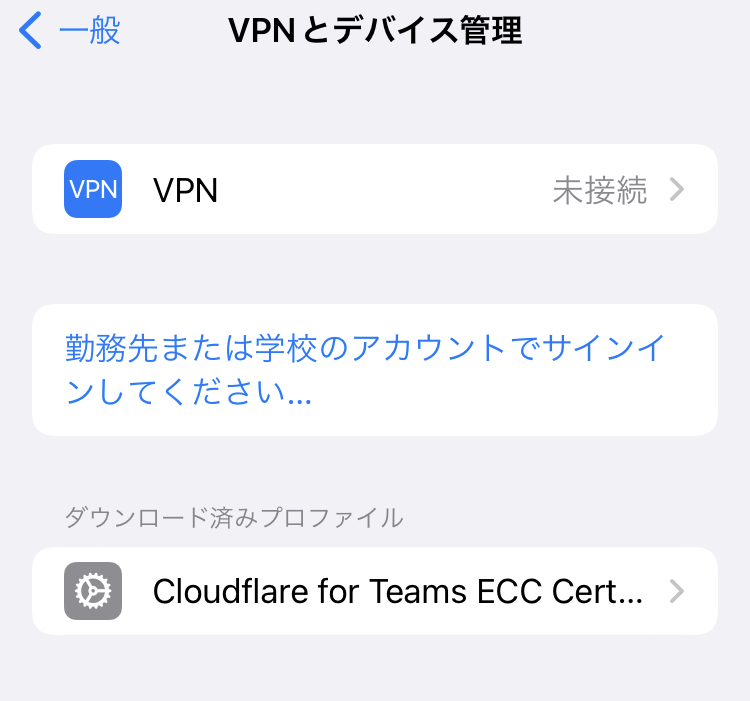 一般
VPNとデバイス管理
VPN
VPN
未接続
勤務先または学校のアカウントでサインイ
ンしてください...
ダウンロード済みプロファイル
Cloudflare for Teams ECC Cert...